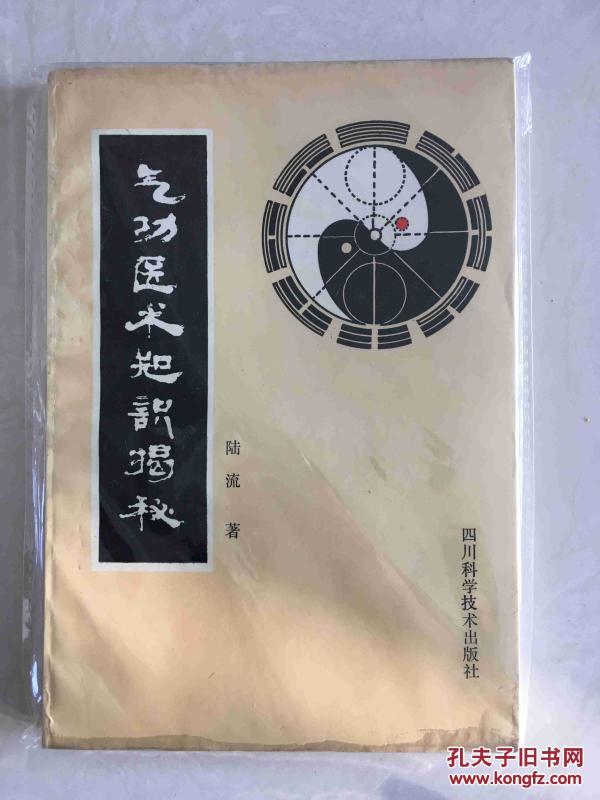 气功医术知识揭秘
陆流 著
四川科学技术出版社
孔夫子旧书网
www.kongfz.com